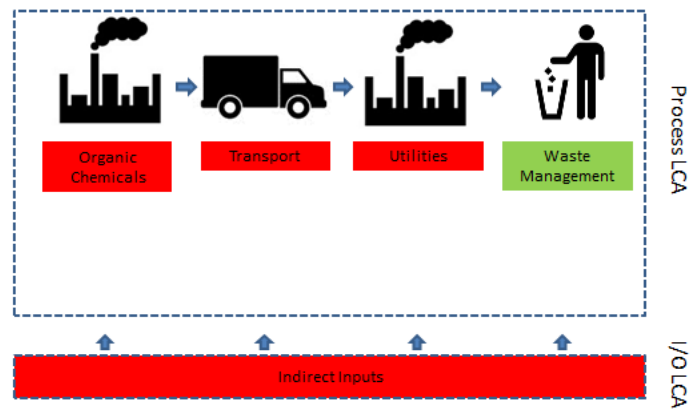 Organic
Chemicals
Transport
Utilities
Waste
Management
Process LCA
Indirect Inputs
I/O LCA